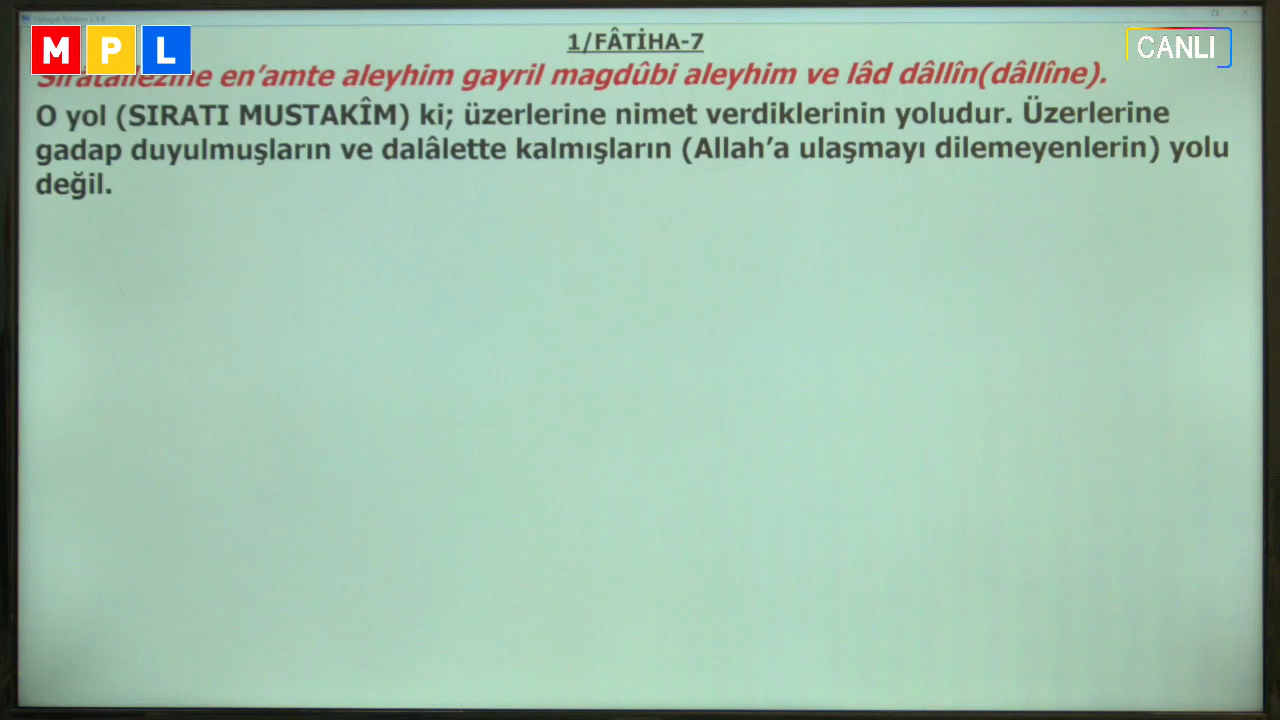 MPL
CANLI
1/FÂTİHA-7
Sıratallezîne en’amte aleyhim gayril magdûbi aleyhim ve lâd dâllîn(dâllîne).
O yol (SIRATI MUSTAKÎM) ki; üzerlerine nimet verdiklerinin yoludur. Üzerlerine
gadap duyulmuşların ve dalâlette kalmışların (Allah’a ulaşmayı dilemeyenlerin) yolu
değil.